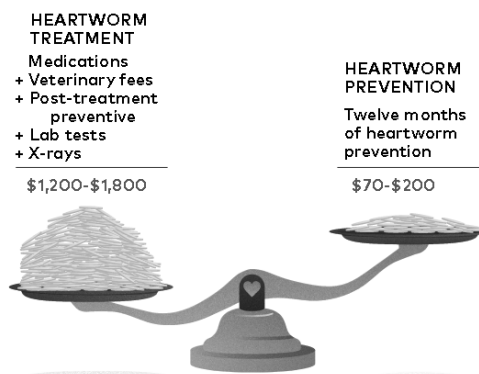 HEARTWORM
TREATMENT
Medications
+ Veterinary fees
+ Post-treatment
preventive
+ Lab tests
+ X-rays
$1,200-$1,800
HEARTWORM
PREVENTION
Twelve months
of heartworm
prevention
$70-$200